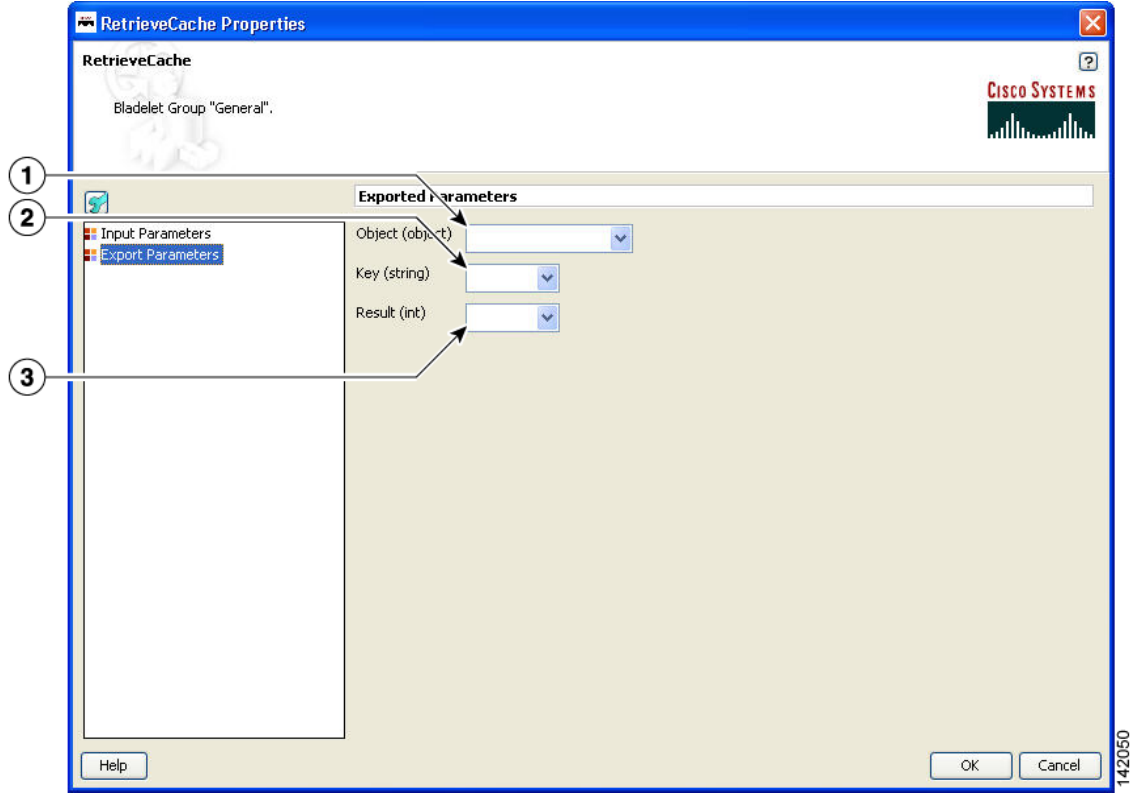 RetrieveCache Properties
RetrieveCache
?
Bladelet Group "General".
CISCO SYSTEMS
1
2
Exported Parameters
Input Parameters
Export Parameters
Object (object)
Key (string)
Result (int)
3
Help
OK
Cancel
142050